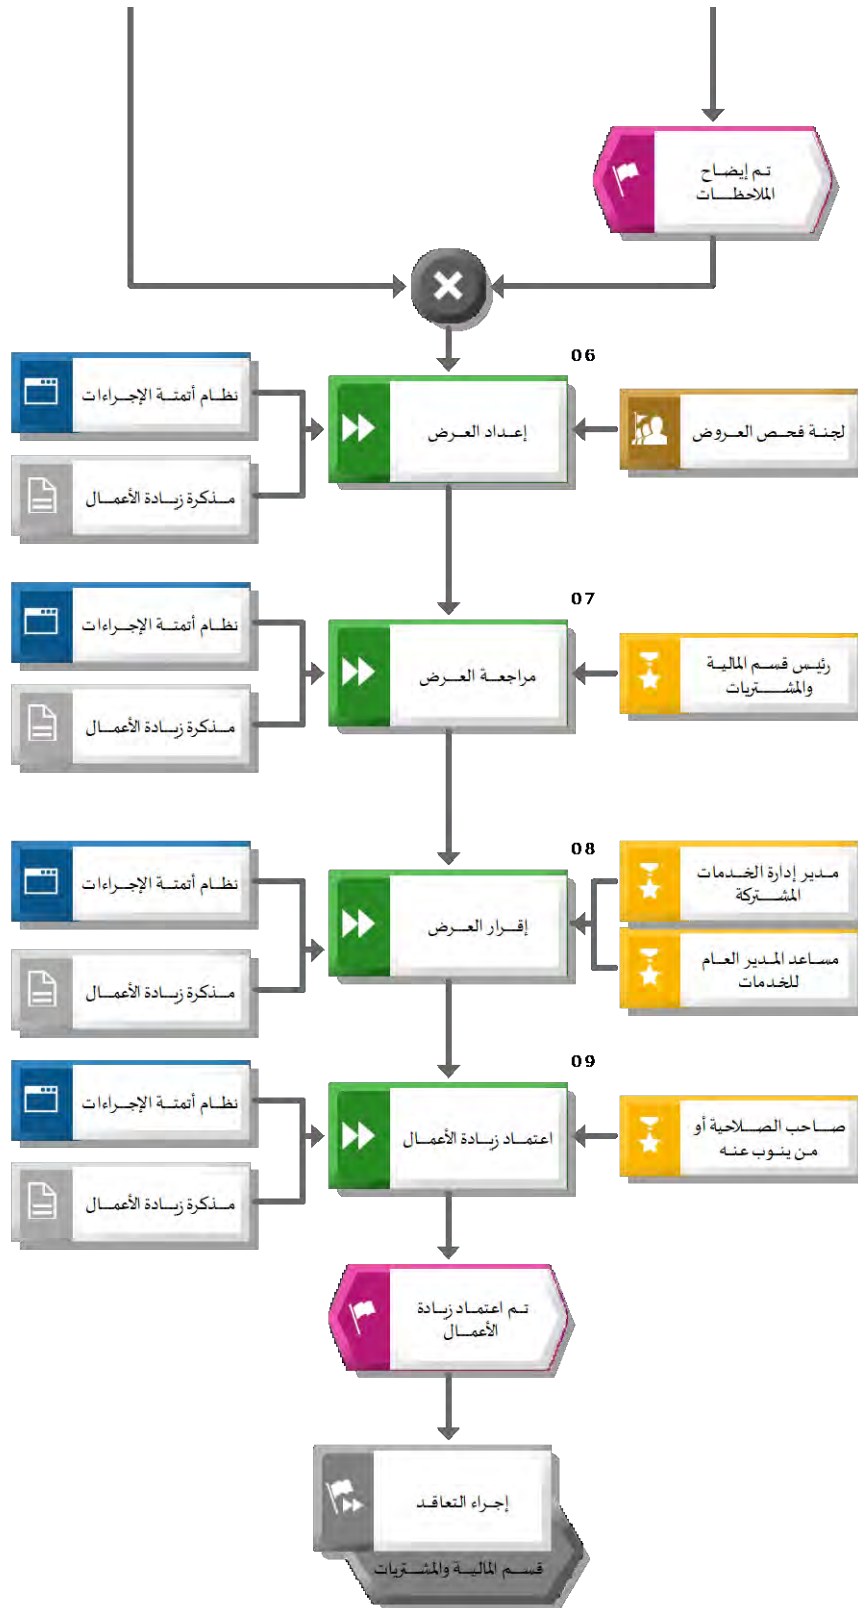 تم إيضاح
الملاحظات
06
لجنة فحص العروض
إعداد العرض
نظام أتمتة الإجراءات
مذكرة زيادة الأعمال
07
رئيس قسم المالية
والمشتريات
مراجعة العرض
نظام أتمتة الإجراءات
مذكرة زيادة الأعمال
08
مدير إدارة الخدمات
المشتركة
مساعد المدير العام
للخدمات
إقرار العرض
نظام أتمتة الإجراءات
مذكرة زيادة الأعمال
09
صاحب الصلاحية أو
من ينوب عنه
اعتماد زيادة الأعمال
نظام أتمتة الإجراءات
مذكرة زيادة الأعمال
تم اعتماد زيادة
الأعمال
إجراء التعاقد
قسم المالية والمشتريات